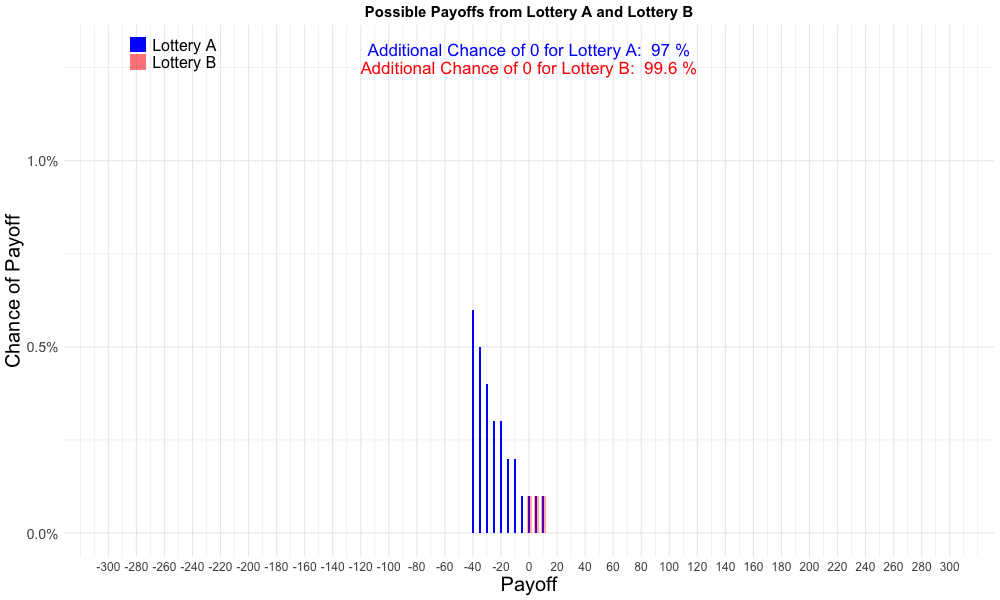 Possible Payoffs from Lottery A and Lottery B
Lottery A
Lottery B
Additional Chance of 0 for Lottery A: 97 %
Additional Chance of 0 for Lottery B: 99.6 %
Chance of Payoff
1.0%
0.5%
0.0%
-300 -280 -260 -240 -220 -200 -180 -160 -140 -120 -100 -80 -60 -40 -20 0 20 40 60 80 100 120 140 160 180 200 220 240 260 280 300
Payoff